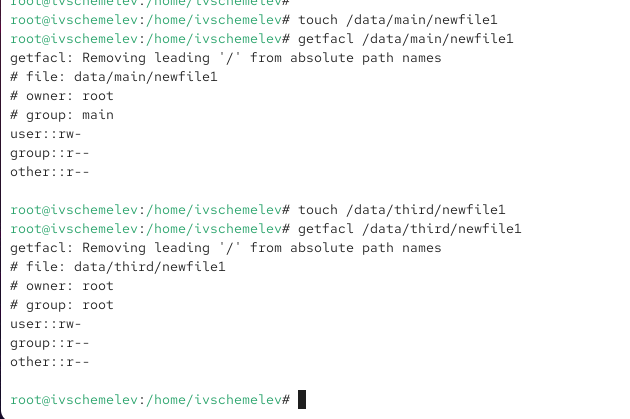 root@ivschemelev:/home/ivschemelev#
root@ivschemelev:/home/ivschemelev# touch /data/main/newfile1
root@ivschemelev:/home/ivschemelev# getfacl /data/main/newfile1
getfacl: Removing leading '/' from absolute path names
# file: data/main/newfile1
# owner: root
# group: main
user::rw-
group::r--
other::r--

root@ivschemelev:/home/ivschemelev# touch /data/third/newfile1
root@ivschemelev:/home/ivschemelev# getfacl /data/third/newfile1
getfacl: Removing leading '/' from absolute path names
# file: data/third/newfile1
# owner: root
# group: root
user::rw-
group::r--
other::r--

root@ivschemelev:/home/ivschemelev#